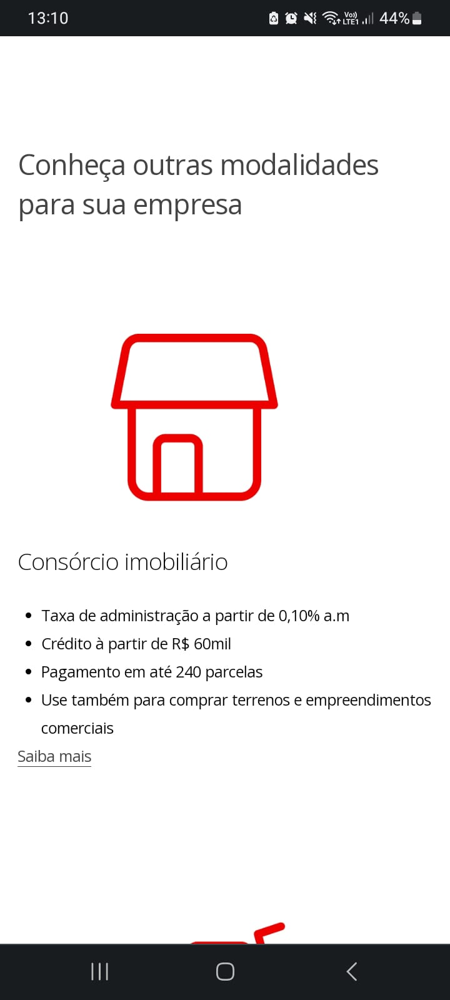 13:10
Vo))
LTE1
44%
Conheça outras modalidades
para sua empresa
Consórcio imobiliário
• Taxa de administração a partir de 0,10% a.m
• Crédito à partir de R$ 60mil
• Pagamento em até 240 parcelas
• Use também para comprar terrenos e empreendimentos
comerciais
Saiba mais